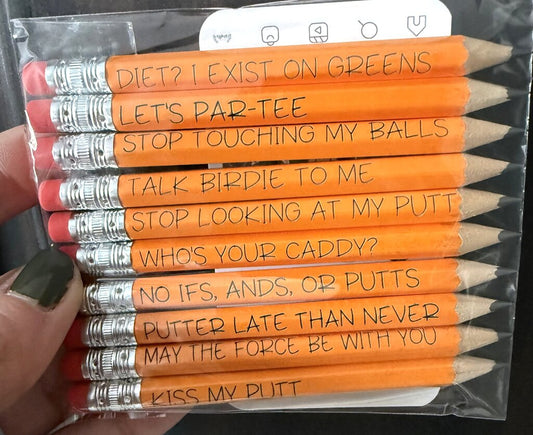 DIET? I EXIST ON GREENS
LET'S PAR-TEE
STOP TOUCHING MY BALLS
TALK BIRDIE TO ME
STOP LOOKING AT MY PUTT
WHO'S YOUR CADDY?
NO IFS, ANDS, OR PUTTS
PUTTER LATE THAN NEVER
MAY THE FORCE BE WITH YOU
KISS MY PUTT